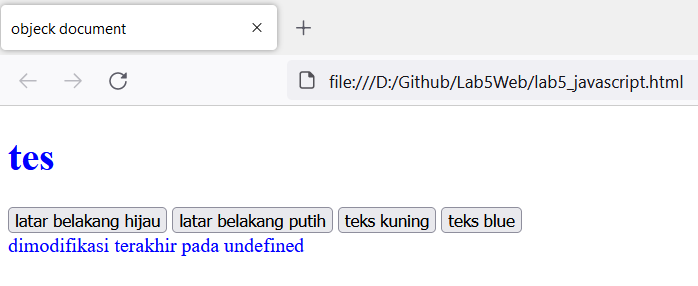 objeck document
file:///D:/Github/Lab5Web/lab5_javascript.html
tes
latar belakang hijau latar belakang putih teks kuning teks blue
dimodifikasi terakhir pada undefined